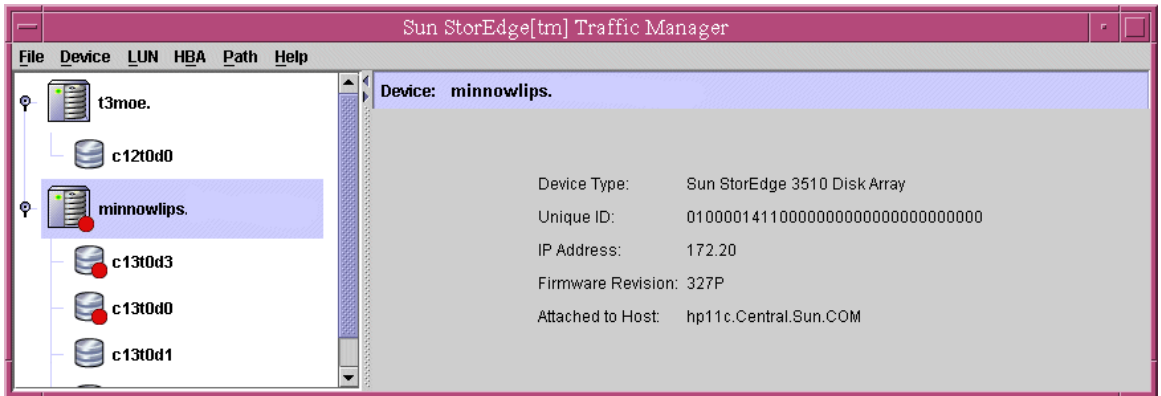 Sun StorEdge[tm] Traffic Manager
File Device LUN HBA Path Help
t3moe.
c12t0d0
minnowlips.
c13t0d3
c13t0d0
c13t0d1
Device: minnowlips.
Device Type: Sun StorEdge 3510 Disk Array
Unique ID: 01000014110000000000000000000000
IP Address: 172.20
Firmware Revision: 327P
Attached to Host: hp11c.Central.Sun.COM